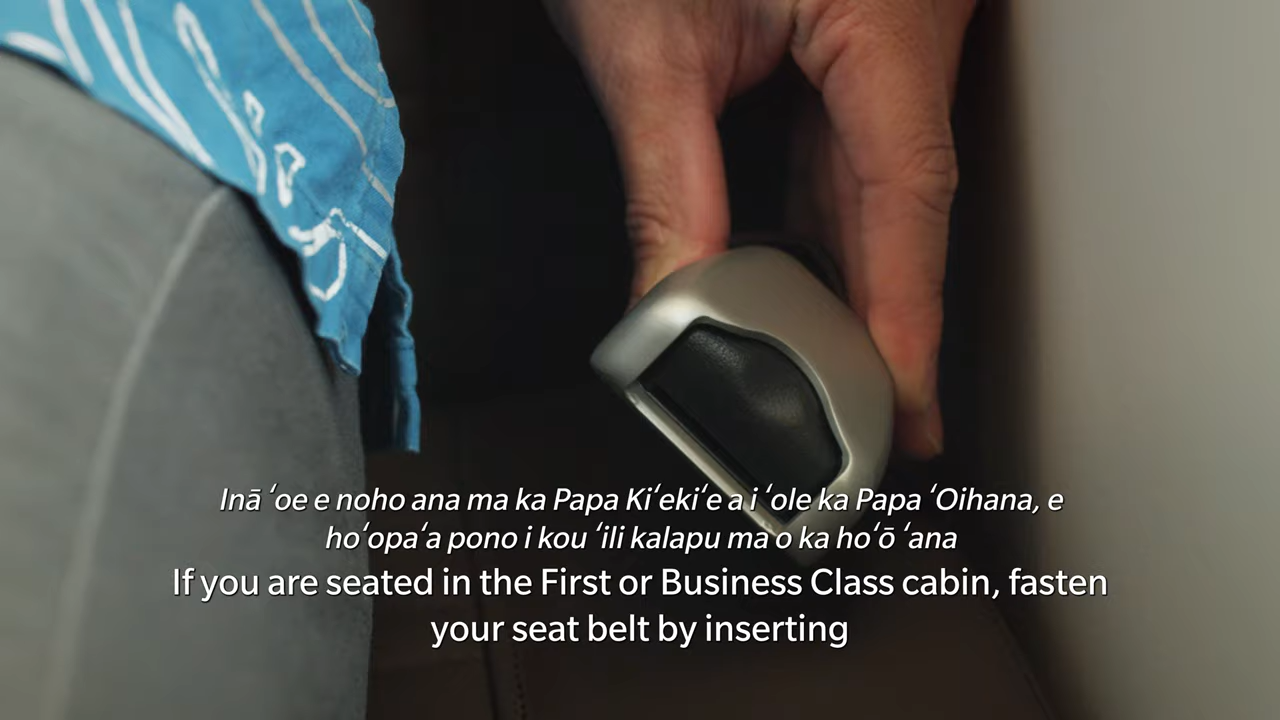 Inā ʻoe e noho ana ma ka Papa Kiʻekiʻe a i ʻole ka Papa ʻOihana, e
hoʻopaʻa pono i kou ʻili kalapu ma o ka hoʻō ʻana
If you are seated in the First or Business Class cabin, fasten
your seat belt by inserting